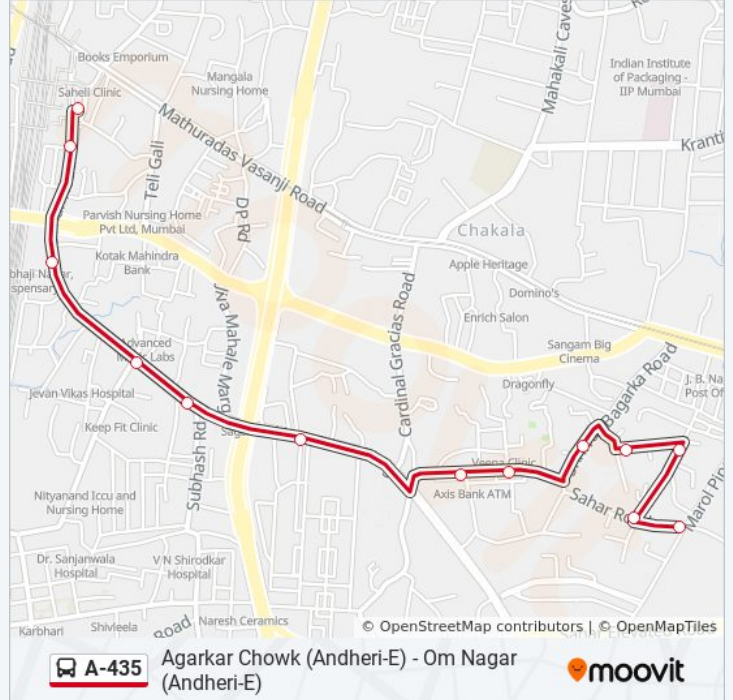 Books Emporium
Saheli Clinic
Mangala
Nursing Home
Mahakali Caves
Indian Institute
of Packaging -
IIP Mumbai
Mathuradas Vasanji Road
Teli Gali
DP Rd
Kranti
Parvish Nursing Home
Pvt Ltd, Mumbai
Chakala
Kotak Mahindra
Bank
Apple Heritage
Domino's
Enrich Salon
Jna Mahale Marg
Cardinal Gracias Road
Sangam Big
Cinema
Dragonfly
Bagarka Road
J. B. Na
Post Of
Jevan Vikas Hospital
Keep Fit Clinic
Subhash Rd
Veena Clinic
Axis Bank ATM
Sahar Ro
Marol Pip
Nityanand Iccu and
Nursing Home
Dr. Sanjanwala
Hospital
V N Shirodkar
Hospital
Karbhari
Shivleela
Road
Naresh Ceramics
© OpenStreetMap contributors | © OpenMapTiles
A-435
Agarkar Chowk (Andheri-E) - Om Nagar
(Andheri-E)
moovit